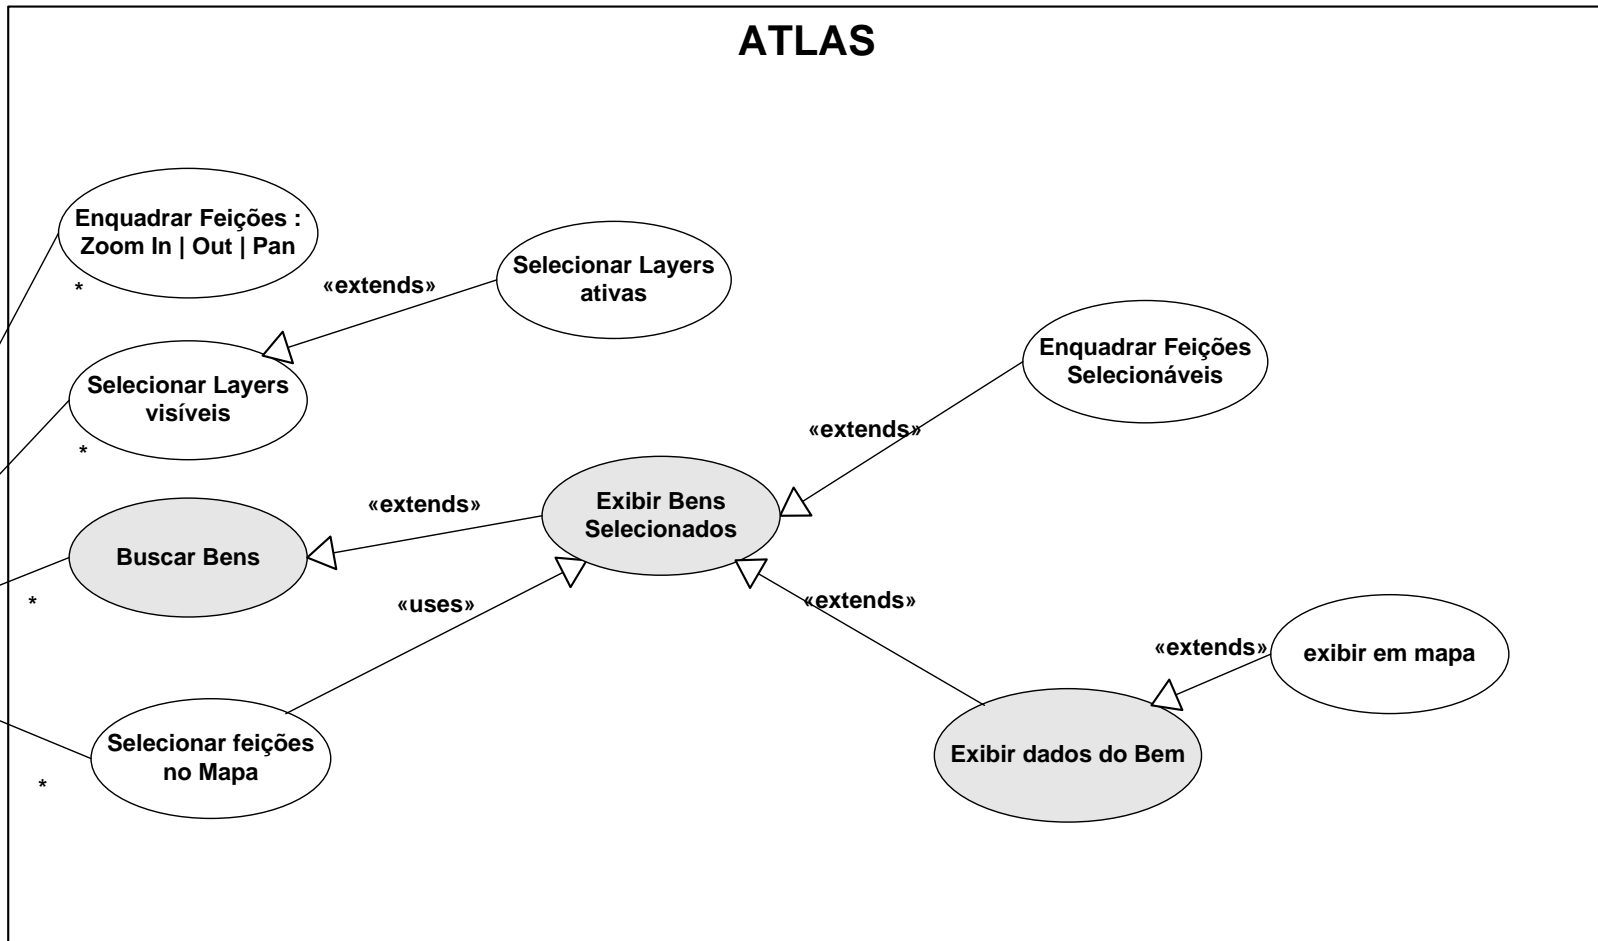 ATLAS
Enquadrar Feições :
Zoom In | Out | Pan
*
«extends»
Selecionar Layers
ativas
Selecionar Layers
visíveis
*
Enquadrar Feições
Selecionáveis
«extends»
«extends»
Exibir Bens
Selecionados
Buscar Bens
*
«uses»
«extends»
«extends»
exibir em mapa
Selecionar feições
no Mapa
*
Exibir dados do Bem